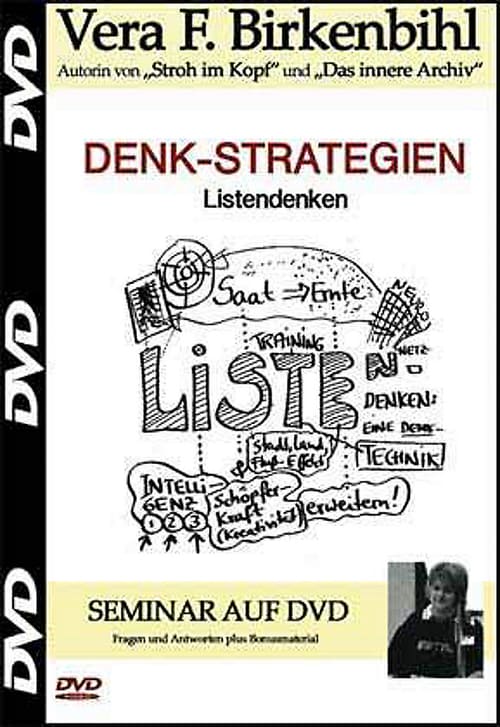 DVD
DVD
DVD
Vera F. Birkenbihl
Autorin von „Stroh im Kopf“ und „Das innere Archiv“
DENK-STRATEGIEN
Listendenken
Saat ⇒ Ernte
NEURO
TRAINING
NETZ-
LISTEN-
DENKEN:
EINE DENK-
TECHNIK
Stadt, Land,
Fluß-Effekt
INTELLI-
GENZ
1 2 3
&
Schöpfer-
Kraft
(Kreativität)
erweitern!
SEMINAR AUF DVD
Fragen und Antworten plus Bonusmaterial
DVD